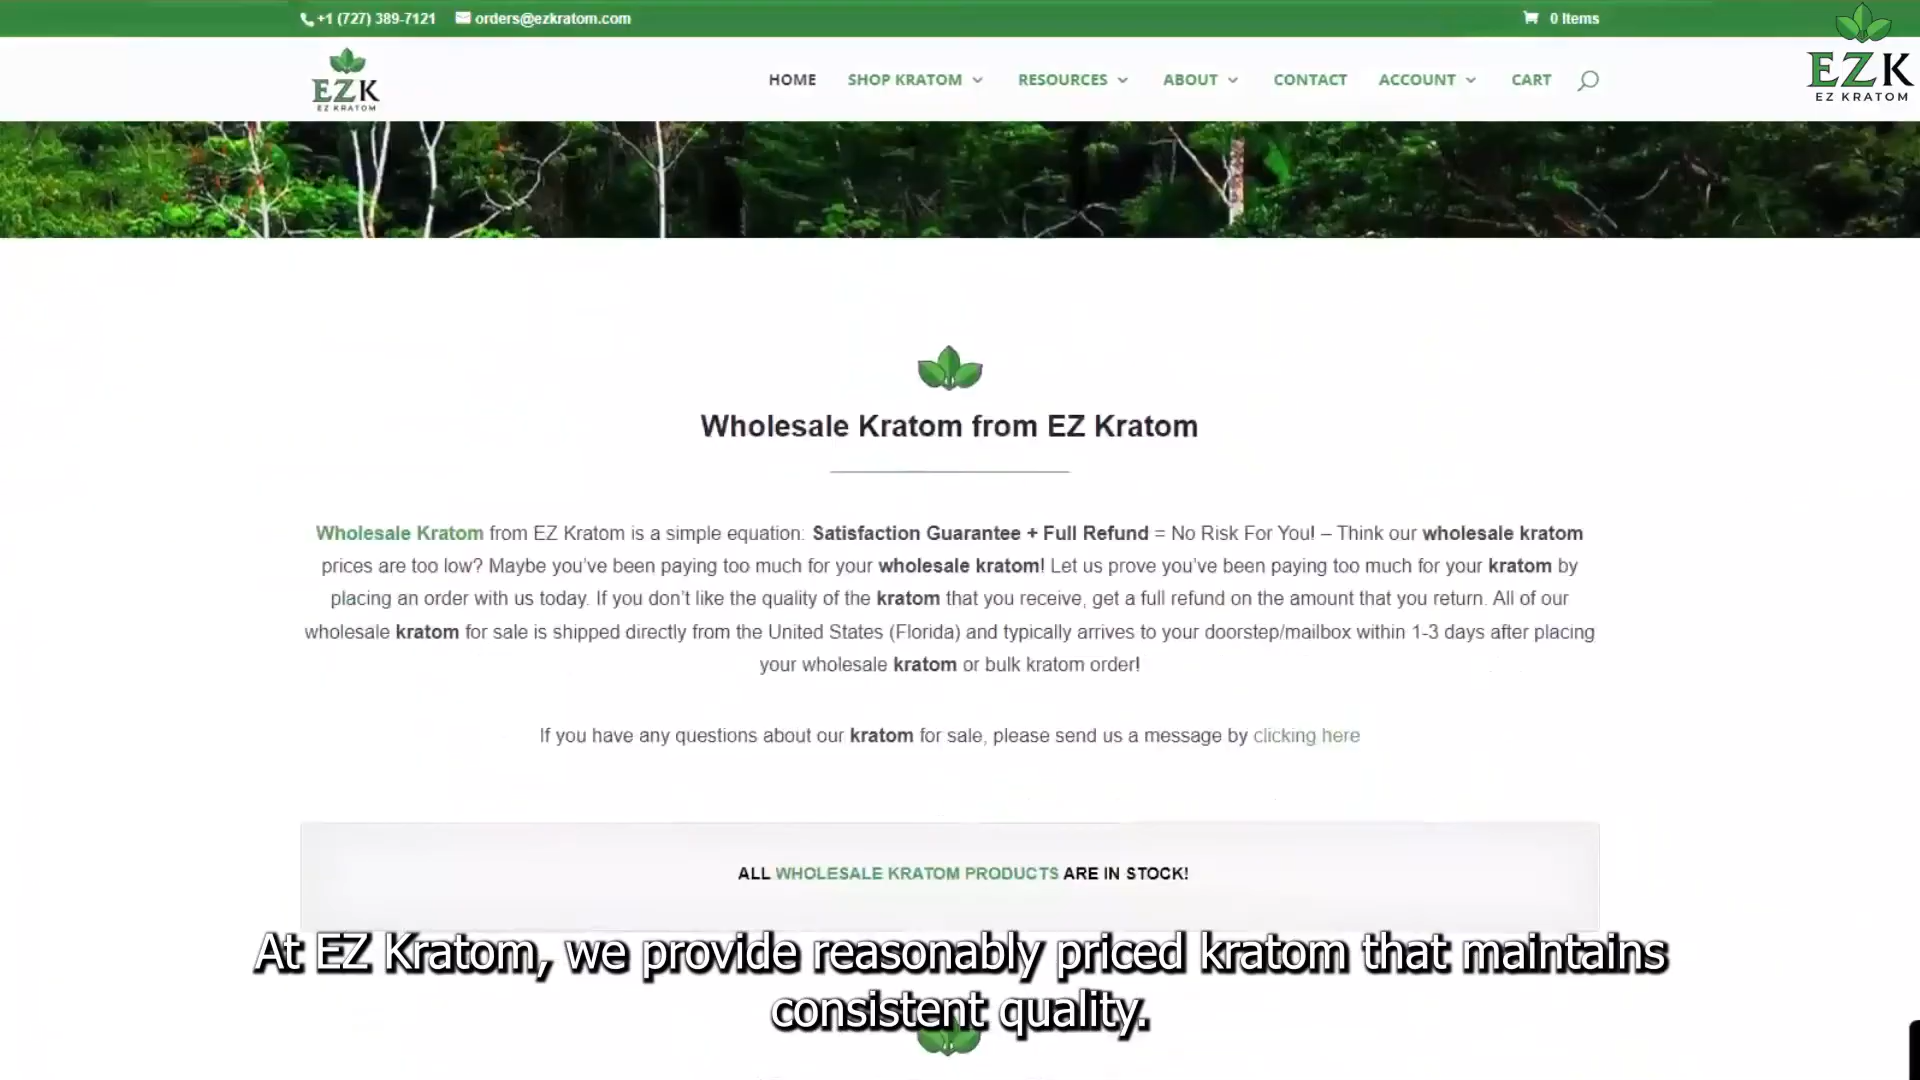 +1 (727) 389-7121 orders@ezkratom.com 0 Items
EZK
EZ KRATOM
HOME SHOP KRATOM RESOURCES ABOUT CONTACT ACCOUNT CART
EZK
EZ KRATOM
Wholesale Kratom from EZ Kratom
Wholesale Kratom from EZ Kratom is a simple equation: Satisfaction Guarantee + Full Refund = No Risk For You! – Think our wholesale kratom
prices are too low? Maybe you’ve been paying too much for your wholesale kratom! Let us prove you’ve been paying too much for your kratom by
placing an order with us today. If you don’t like the quality of the kratom that you receive, get a full refund on the amount that you return. All of our
wholesale kratom for sale is shipped directly from the United States (Florida) and typically arrives to your doorstep/mailbox within 1-3 days after placing
your wholesale kratom or bulk kratom order!
If you have any questions about our kratom for sale, please send us a message by clicking here
ALL WHOLESALE KRATOM PRODUCTS ARE IN STOCK!
At EZ Kratom, we provide reasonably priced kratom that maintains
consistent quality.